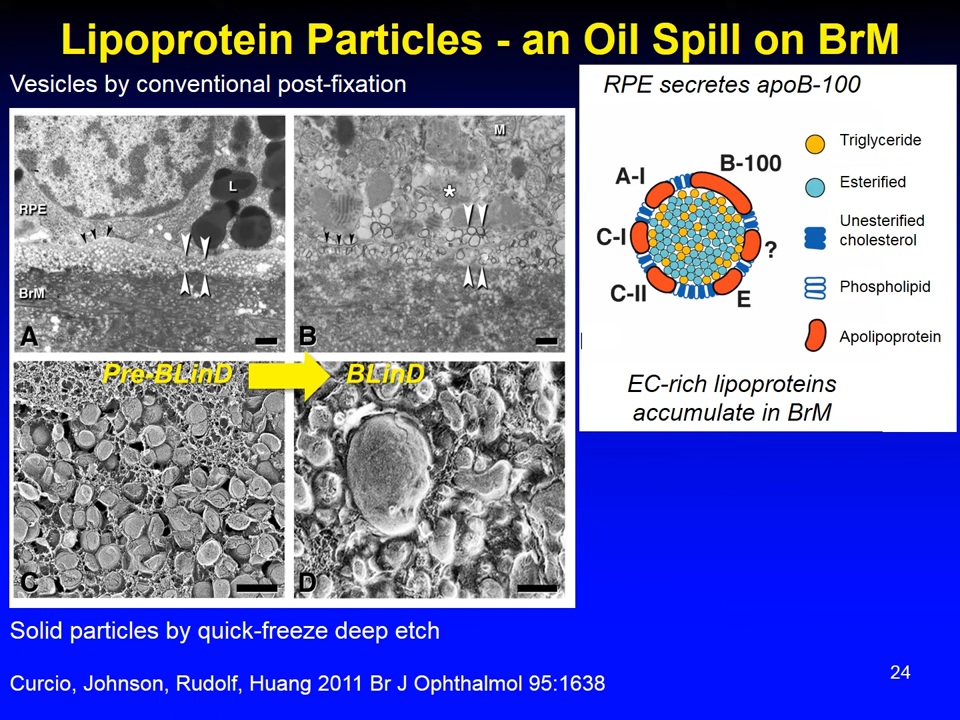 Lipoprotein Particles - an Oil Spill on BrM
Vesicles by conventional post-fixation
RPE
L
BrM
A
M
*
B
Pre-BLinD
BLinD
C
D
Solid particles by quick-freeze deep etch
Curcio, Johnson, Rudolf, Huang 2011 Br J Ophthalmol 95:1638
RPE secretes apoB-100
A-I
B-100
C-I
?
C-II
E
Triglyceride
Esterified
Unesterified
cholesterol
Phospholipid
Apolipoprotein
EC-rich lipoproteins
accumulate in BrM
24